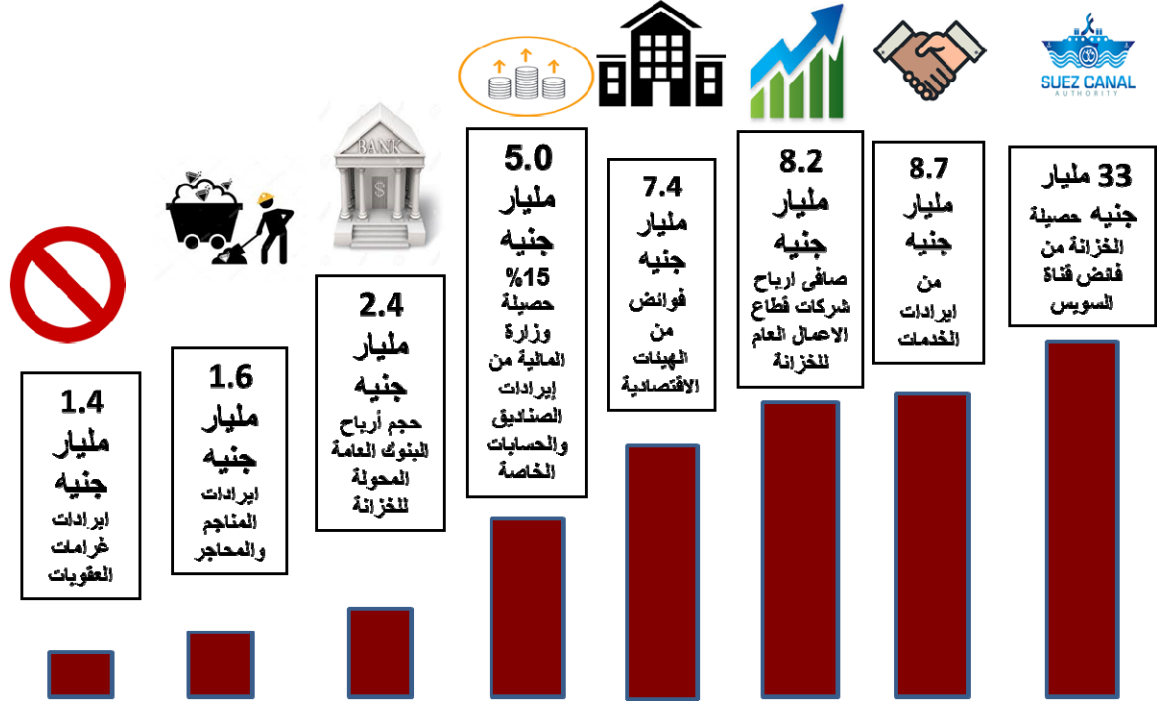 SUEZ CANAL
AUTHORITY
33 مليار
جنيه حصيلة
الخزانة من
فائض قناة
السويس
8.7
مليار
جنيه
من
ايرادات
الخدمات
8.2
مليار
جنيه
صافى ارباح
شركات قطاع
الاعمال العام
للخزانة
7.4
مليار
جنيه
فوائض
من
الهيئات
الاقتصادية
5.0
مليار
جنيه
15%
حصيلة
وزارة
المالية من
إيرادات
الصناديق
والحسابات
الخاصة
BANK
$
2.4
مليار
جنيه
حجم أرباح
البنوك العامة
المحولة
للخزانة
1.6
مليار
جنيه
ايرادات
المناجم
والمحاجر
1.4
مليار
جنيه
ايرادات
غرامات
العقوبات